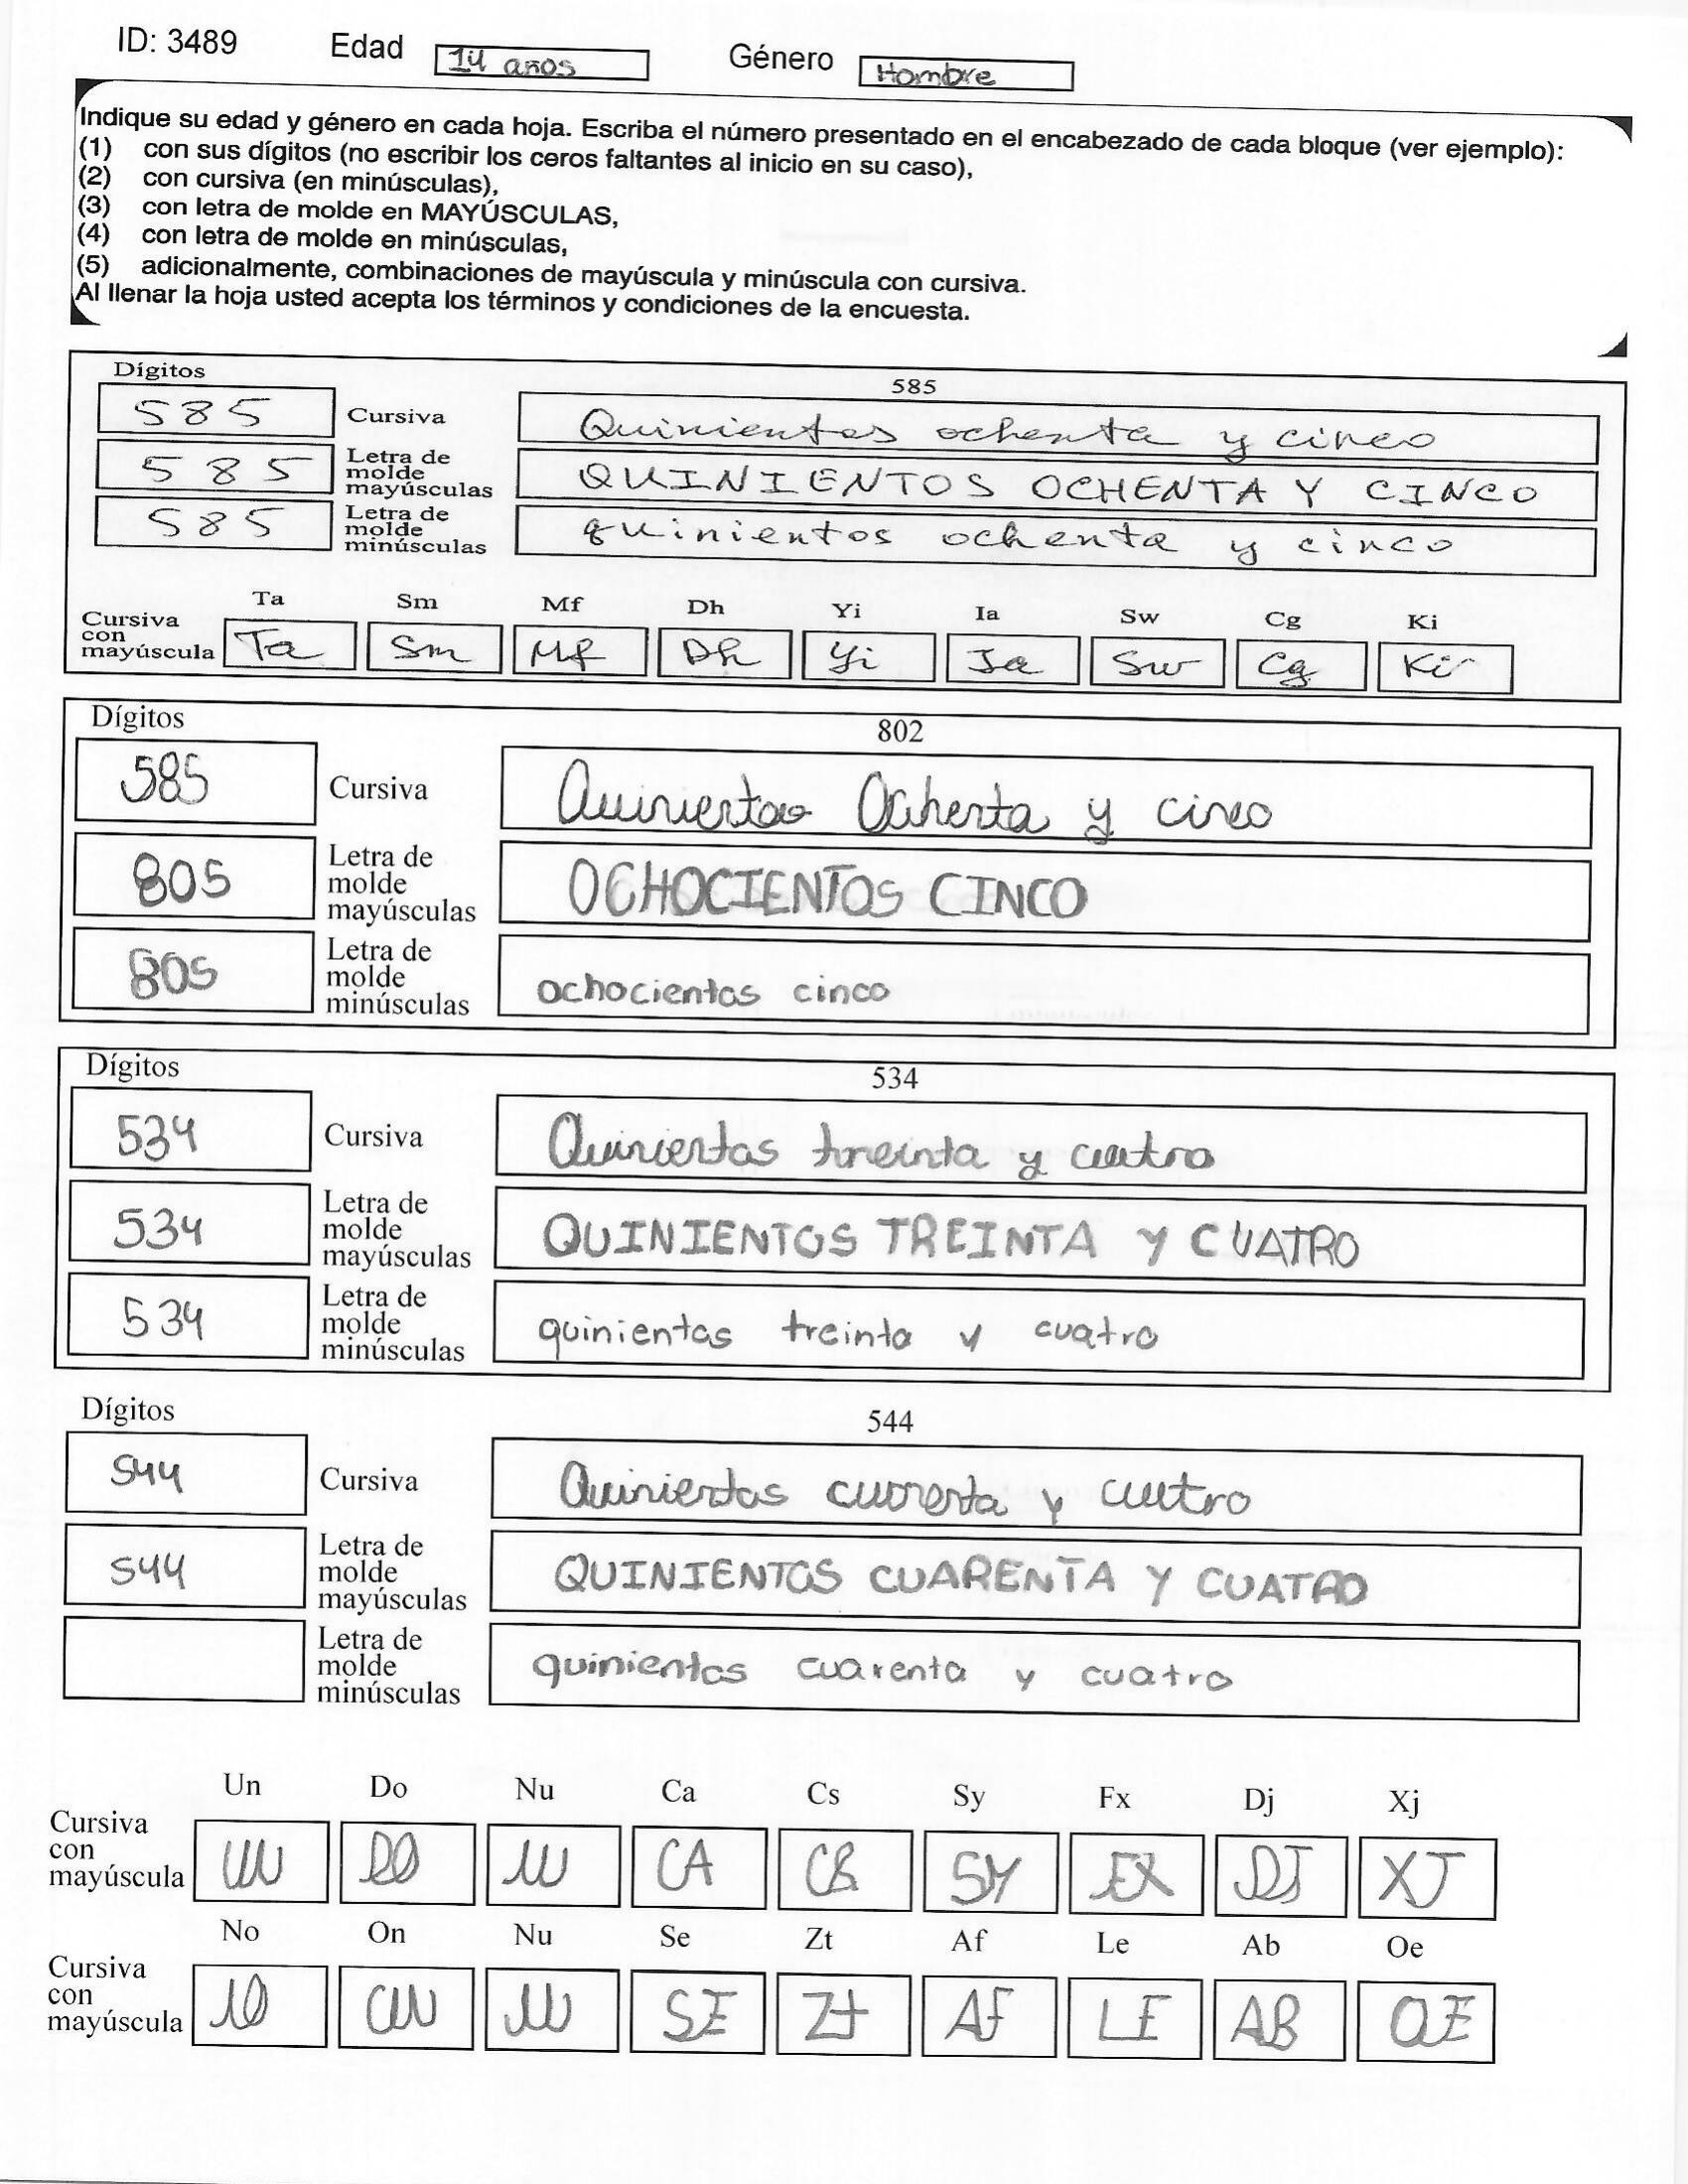 ID: 3489 Edad 14 años Género Hombre
Indique su edad y género en cada hoja. Escriba el número presentado en el encabezado de cada bloque (ver ejemplo):
(1) con sus dígitos (no escribir los ceros faltantes al inicio en su caso),
(2) con cursiva (en minúsculas),
(3) con letra de molde en MAYÚSCULAS,
(4) con letra de molde en minúsculas,
(5) adicionalmente, combinaciones de mayúscula y minúscula con cursiva.
Al llenar la hoja usted acepta los términos y condiciones de la encuesta.
Dígitos 585
585 Cursiva Quinientos ochenta y cinco
585 Letra de molde mayúsculas QUINIENTOS OCHENTA Y CINCO
585 Letra de molde minúsculas quinientos ochenta y cinco
Ta Sm Mf Dh Yi Ia Sw Cg Ki
Cursiva con mayúscula Ta Sm Mf Dh Yi Ia Sw Cg Ki
Dígitos 802
585 Cursiva Quinientos Ochenta y cinco
805 Letra de molde mayúsculas OCHOCIENTOS CINCO
805 Letra de molde minúsculas ochocientos cinco
Dígitos 534
534 Cursiva Quinientos treinta y cuatro
534 Letra de molde mayúsculas QUINIENTOS TREINTA Y CUATRO
534 Letra de molde minúsculas quinientos treinta y cuatro
Dígitos 544
544 Cursiva Quinientos cuarenta y cuatro
544 Letra de molde mayúsculas QUINIENTOS CUARENTA Y CUATRO
Letra de molde minúsculas quinientos cuarenta y cuatro
Un Do Nu Ca Cs Sy Fx Dj Xj
Cursiva con mayúscula UN DO NU CA CS SY FX DJ XJ
No On Nu Se Zt Af Le Ab Oe
Cursiva con mayúscula NO ON NU SE Zt AF LE AB OE